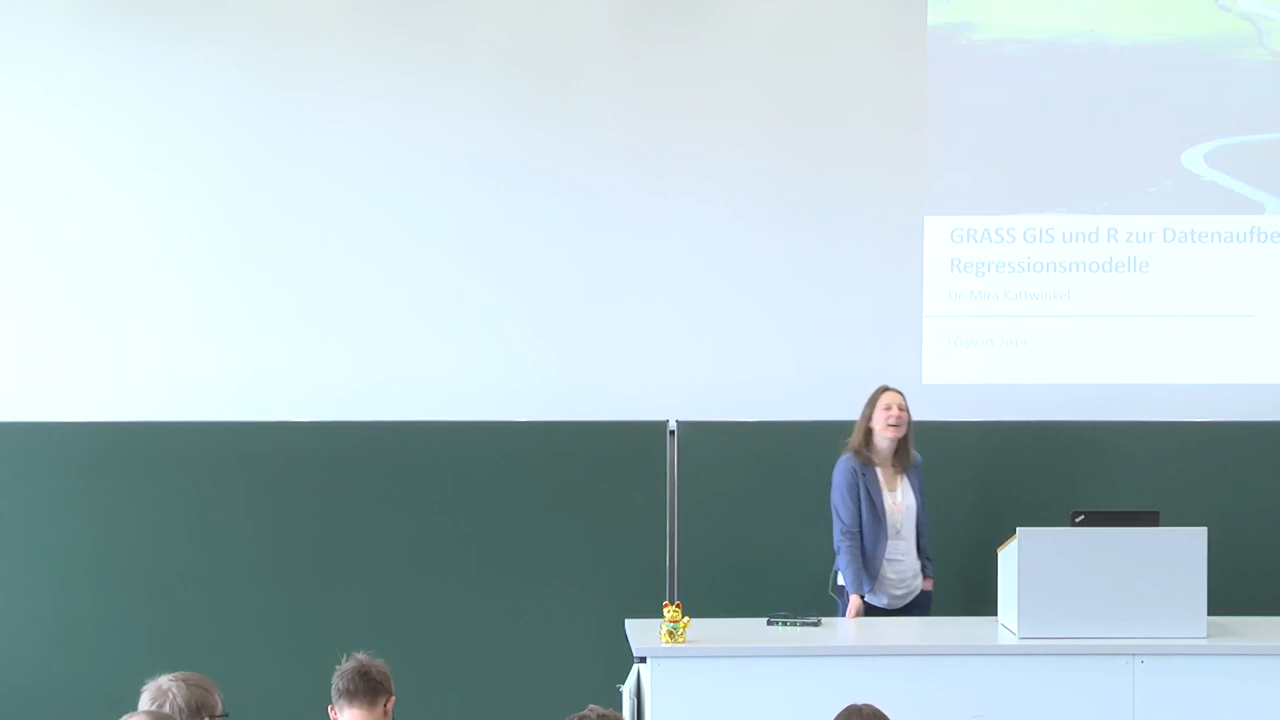 GRASS GIS und R zur Datenaufbe
Regressionsmodelle
Dr. Mira Kattwinkel
FOSSGIS 2019